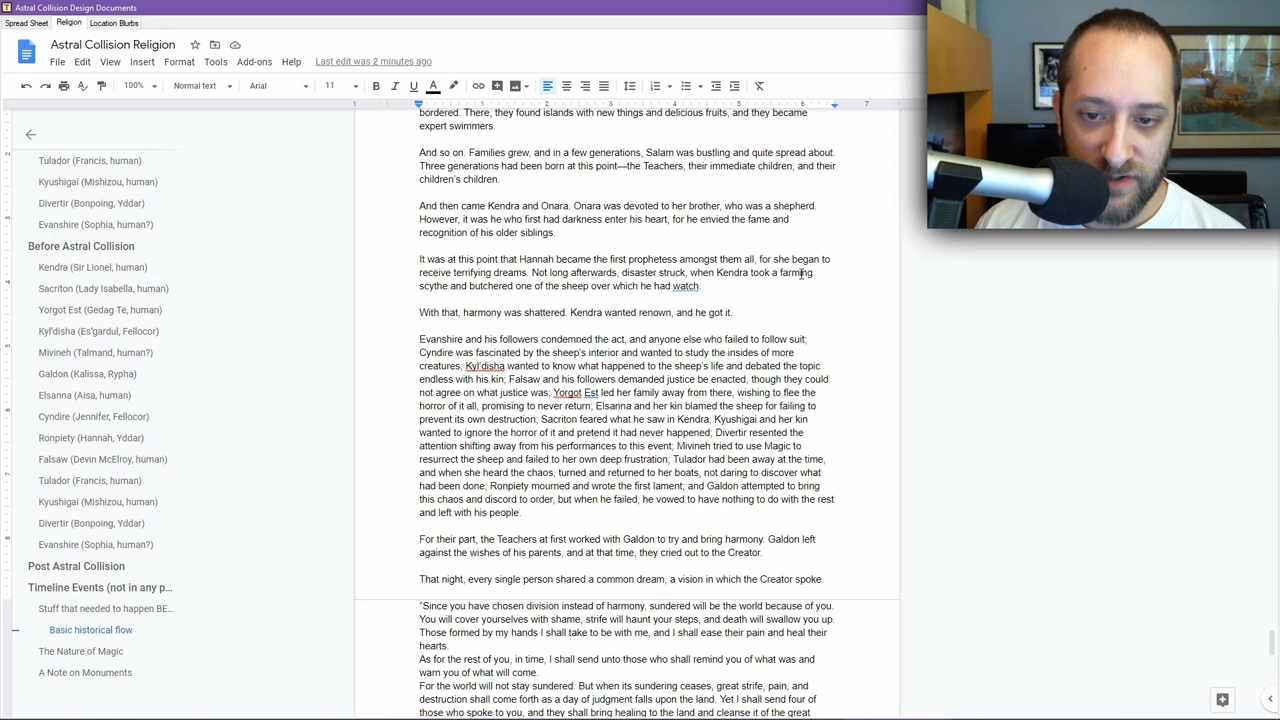 Astral Collision Design Documents
Spread Sheet Religion Location Blurbs
Astral Collision Religion
File Edit View Insert Format Tools Add-ons Help Last edit was 2 minutes ago
100% Normal text Arial 11
1 1 2 3 4 5 6 7
Tulador (Francis, human)
Kyushigai (Mishizou, human)
Divertir (Bonpoing, Yddar)
Evanshire (Sophia, human?)
Before Astral Collision
Kendra (Sir Lionel, human)
Sacriton (Lady Isabella, human)
Yorgot Est (Gedag Te, human)
Kyl'disha (Es'gardul, Fellocor)
Mivineh (Talmand, human?)
Galdon (Kalissa, Rypha)
Elsanna (Aisa, human)
Cyndire (Jennifer, Fellocor)
Ronpiety (Hannah, Yddar)
Falsaw (Devin McElroy, human)
Tulador (Francis, human)
Kyushigai (Mishizou, human)
Divertir (Bonpoing, Yddar)
Evanshire (Sophia, human?)
Post Astral Collision
Timeline Events (not in any p...
Stuff that needed to happen BE...
Basic historical flow
The Nature of Magic
A Note on Monuments
bordered. There, they found islands with new things and delicious fruits, and they became
expert swimmers.
And so on. Families grew, and in a few generations, Salam was bustling and quite spread about.
Three generations had been born at this point—the Teachers, their immediate children, and their
children's children.
And then came Kendra and Onara. Onara was devoted to her brother, who was a shepherd.
However, it was he who first had darkness enter his heart, for he envied the fame and
recognition of his older siblings.
It was at this point that Hannah became the first prophetess amongst them all, for she began to
receive terrifying dreams. Not long afterwards, disaster struck, when Kendra took a farming
scythe and butchered one of the sheep over which he had watch.
With that, harmony was shattered. Kendra wanted renown, and he got it.
Evanshire and his followers condemned the act, and anyone else who failed to follow suit;
Cyndire was fascinated by the sheep's interior and wanted to study the insides of more
creatures; Kyl'disha wanted to know what happened to the sheep's life and debated the topic
endless with his kin; Falsaw and his followers demanded justice be enacted, though they could
not agree on what justice was; Yorgot Est led her family away from there, wishing to flee the
horror of it all, promising to never return; Elsanna and her kin blamed the sheep for failing to
prevent its own destruction; Sacriton feared what he saw in Kendra; Kyushigai and her kin
wanted to ignore the horror of it and pretend it had never happened; Divertir resented the
attention shifting away from his performances to this event; Mivineh tried to use Magic to
resurrect the sheep and failed to her own deep frustration; Tulador had been away at the time,
and when she heard the chaos, turned and returned to her boats, not daring to discover what
had been done; Ronpiety mourned and wrote the first lament; and Galdon attempted to bring
this chaos and discord to order, but when he failed, he vowed to have nothing to do with the rest
and left with his people.
For their part, the Teachers at first worked with Galdon to try and bring harmony. Galdon left
against the wishes of his parents, and at that time, they cried out to the Creator.
That night, every single person shared a common dream, a vision in which the Creator spoke.
"Since you have chosen division instead of harmony, sundered will be the world because of you.
You will cover yourselves with shame, strife will haunt your steps, and death will swallow you up.
Those formed by my hands I shall take to be with me, and I shall ease their pain and heal their
hearts.
As for the rest of you, in time, I shall send unto those who shall remind you of what was and
warn you of what will come.
For the world will not stay sundered. But when its sundering ceases, great strife, pain, and
destruction shall come forth as a day of judgment falls upon the land. Yet I shall send four of
those who spoke to you, and they shall bring healing to the land and cleanse it of the great